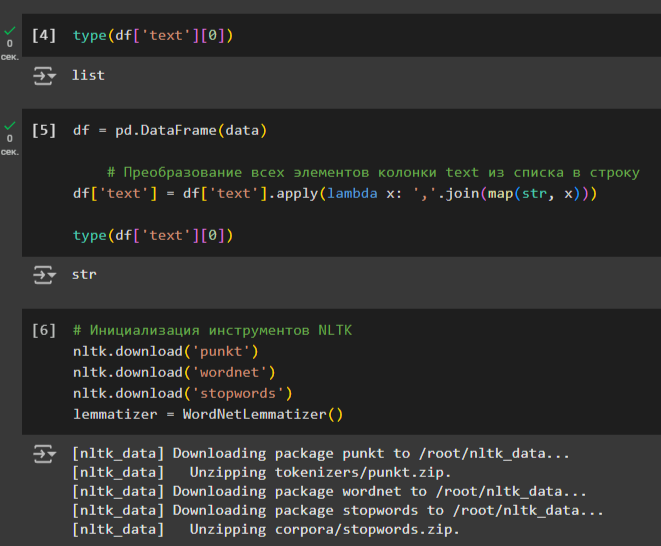 [4] type(df['text'][0])
0
сек.
list
[5] df = pd.DataFrame(data)
0
сек.
# Преобразование всех элементов колонки text из списка в строку
df['text'] = df['text'].apply(lambda x: ','.join(map(str, x)))
type(df['text'][0])
str
[6] # Инициализация инструментов NLTK
nltk.download('punkt')
nltk.download('wordnet')
nltk.download('stopwords')
lemmatizer = WordNetLemmatizer()
[nltk_data] Downloading package punkt to /root/nltk_data...
[nltk_data]   Unzipping tokenizers/punkt.zip.
[nltk_data] Downloading package wordnet to /root/nltk_data...
[nltk_data] Downloading package stopwords to /root/nltk_data...
[nltk_data]   Unzipping corpora/stopwords.zip.